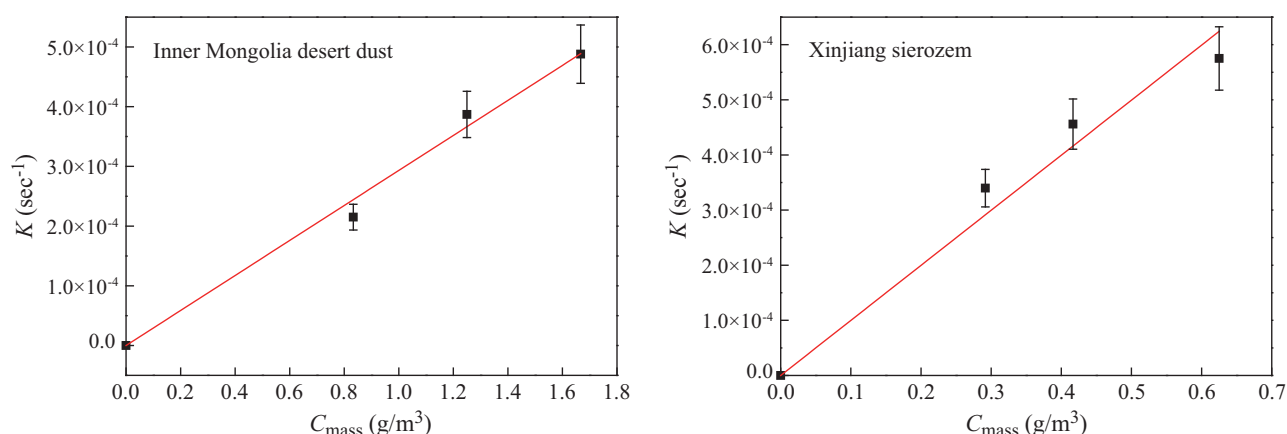 Inner Mongolia desert dust
K (sec⁻¹)
5.0×10⁻⁴
4.0×10⁻⁴
3.0×10⁻⁴
2.0×10⁻⁴
1.0×10⁻⁴
0.0
0.0 0.2 0.4 0.6 0.8 1.0 1.2 1.4 1.6 1.8
C_mass (g/m³)
Xinjiang sierozem
K (sec⁻¹)
6.0×10⁻⁴
5.0×10⁻⁴
4.0×10⁻⁴
3.0×10⁻⁴
2.0×10⁻⁴
1.0×10⁻⁴
0.0
0.0 0.1 0.2 0.3 0.4 0.5 0.6 0.7
C_mass (g/m³)